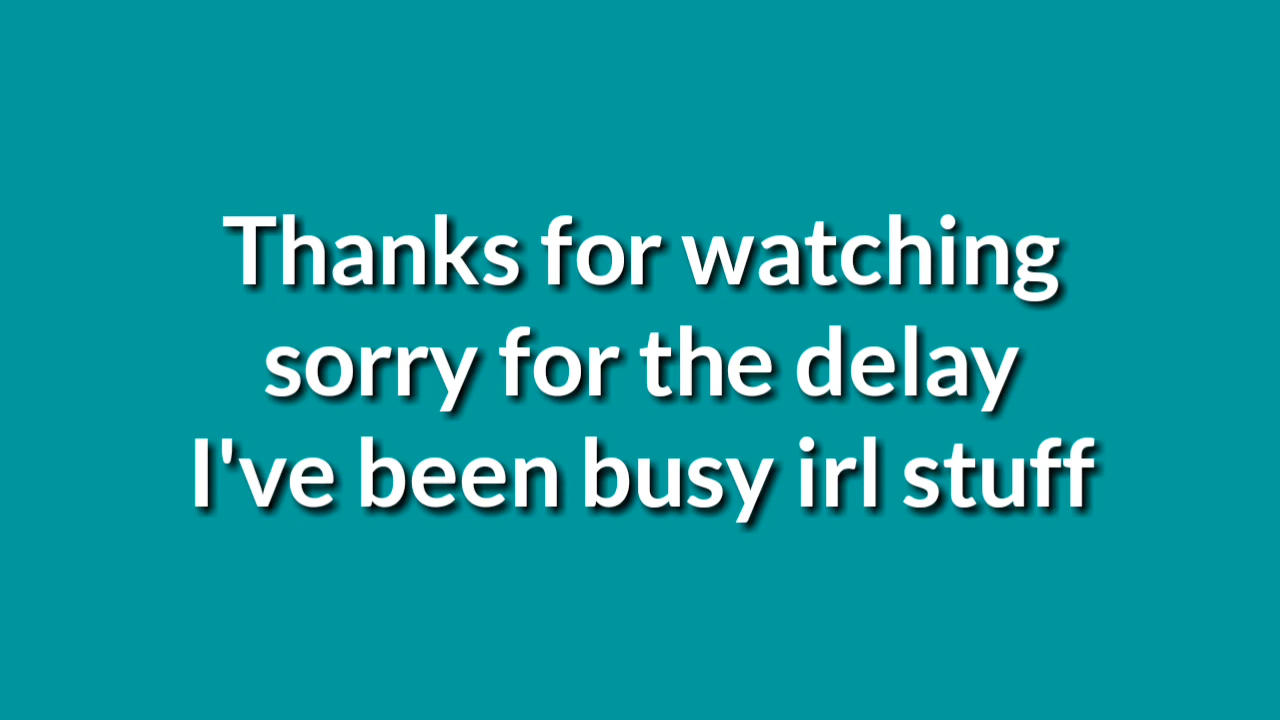 Thanks for watching
sorry for the delay
I've been busy irl stuff